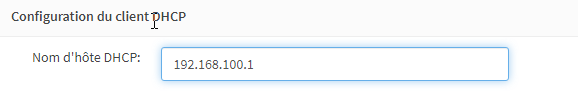 Configuration du client DHCP
Nom d'hôte DHCP: 192.168.100.1